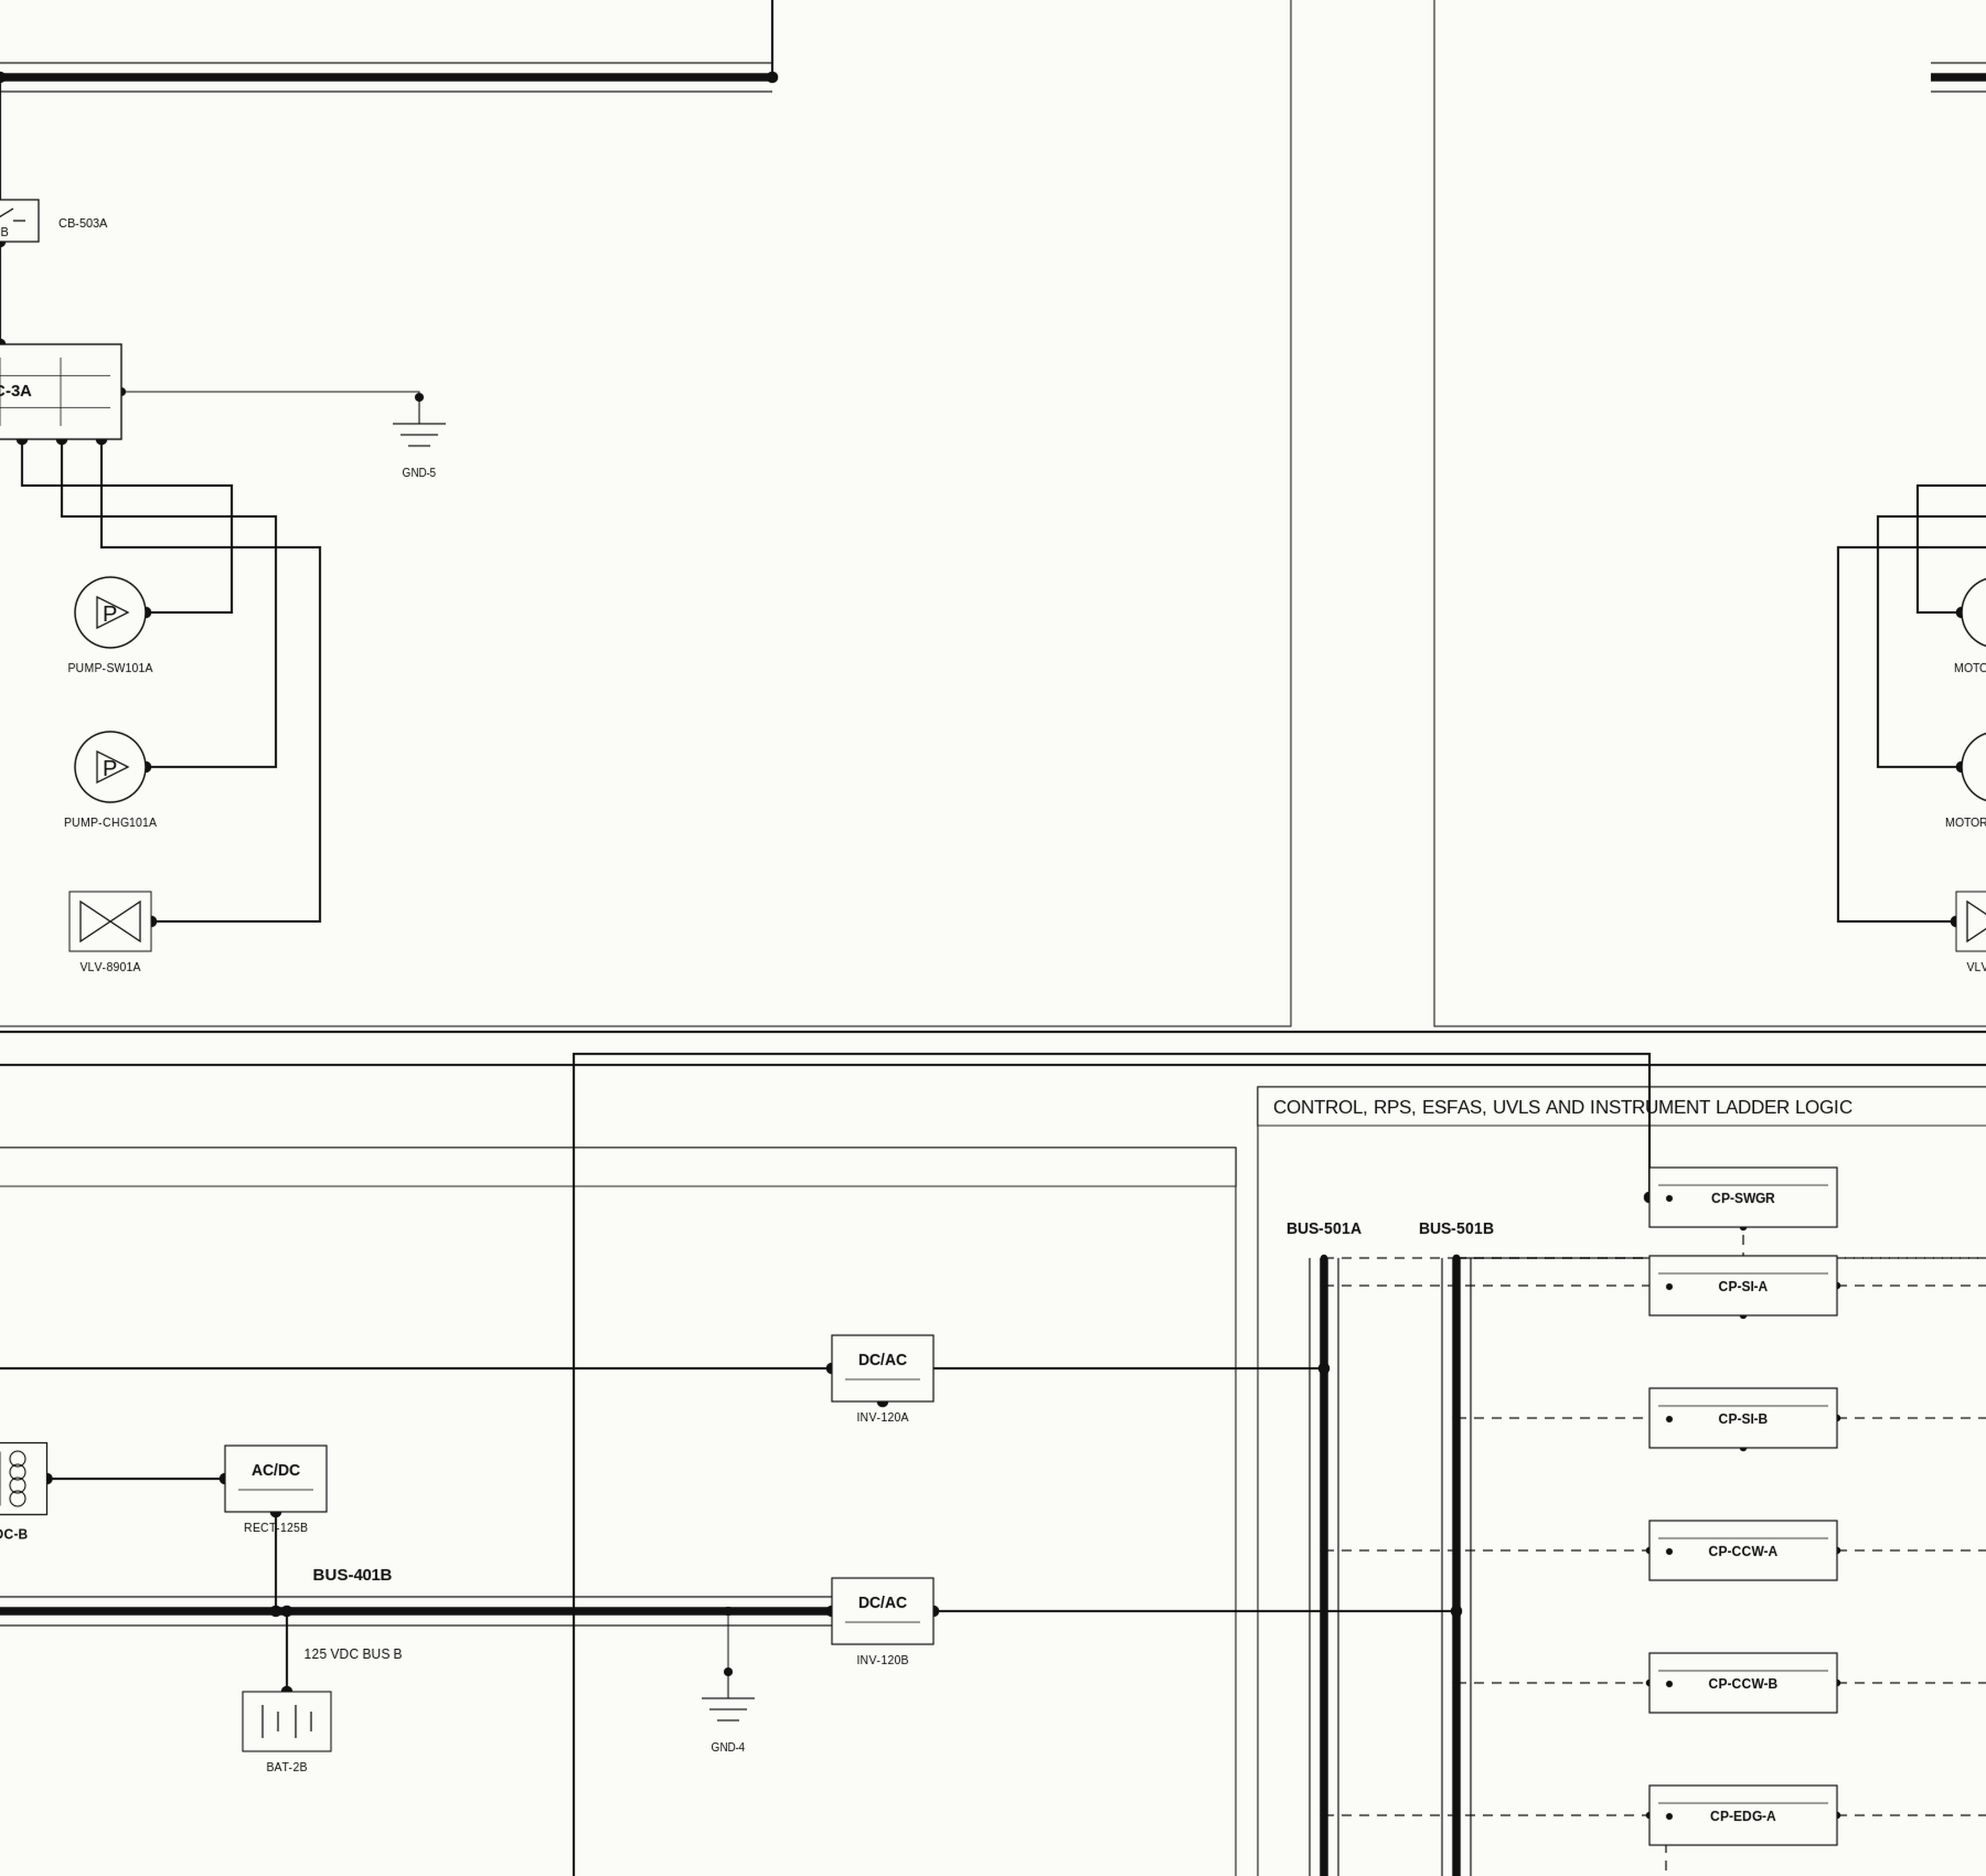 CB-503A
B
C-3A
GND-5
P
PUMP-SW101A
P
PUMP-CHG101A
VLV-8901A
MOTO
MOTOR
VLV
CONTROL, RPS, ESFAS, UVLS AND INSTRUMENT LADDER LOGIC
CP-SWGR
BUS-501A
BUS-501B
CP-SI-A
DC/AC
INV-120A
CP-SI-B
AC/DC
RECT-125B
DC-B
CP-CCW-A
BUS-401B
DC/AC
INV-120B
125 VDC BUS B
CP-CCW-B
GND-4
BAT-2B
CP-EDG-A